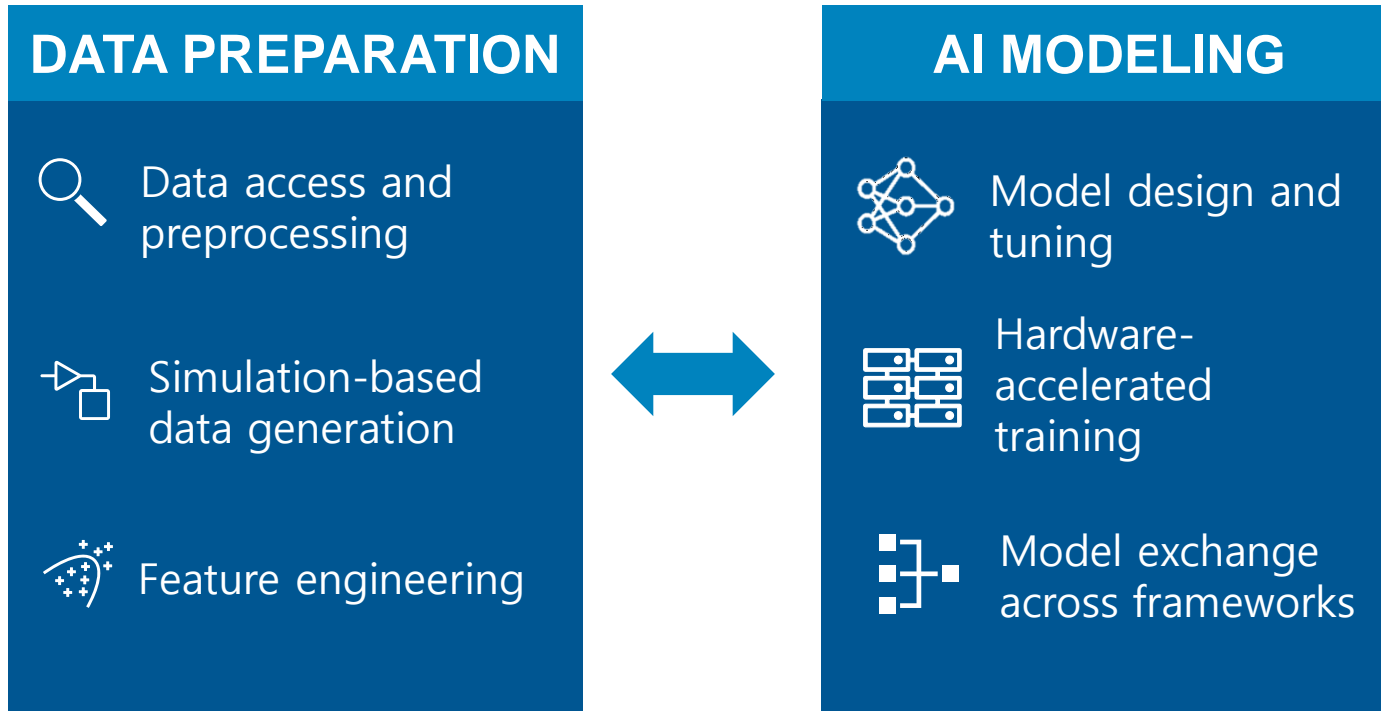 DATA PREPARATION
Data access and
preprocessing
Simulation-based
data generation
Feature engineering
AI MODELING
Model design and
tuning
Hardware-
accelerated
training
Model exchange
across frameworks